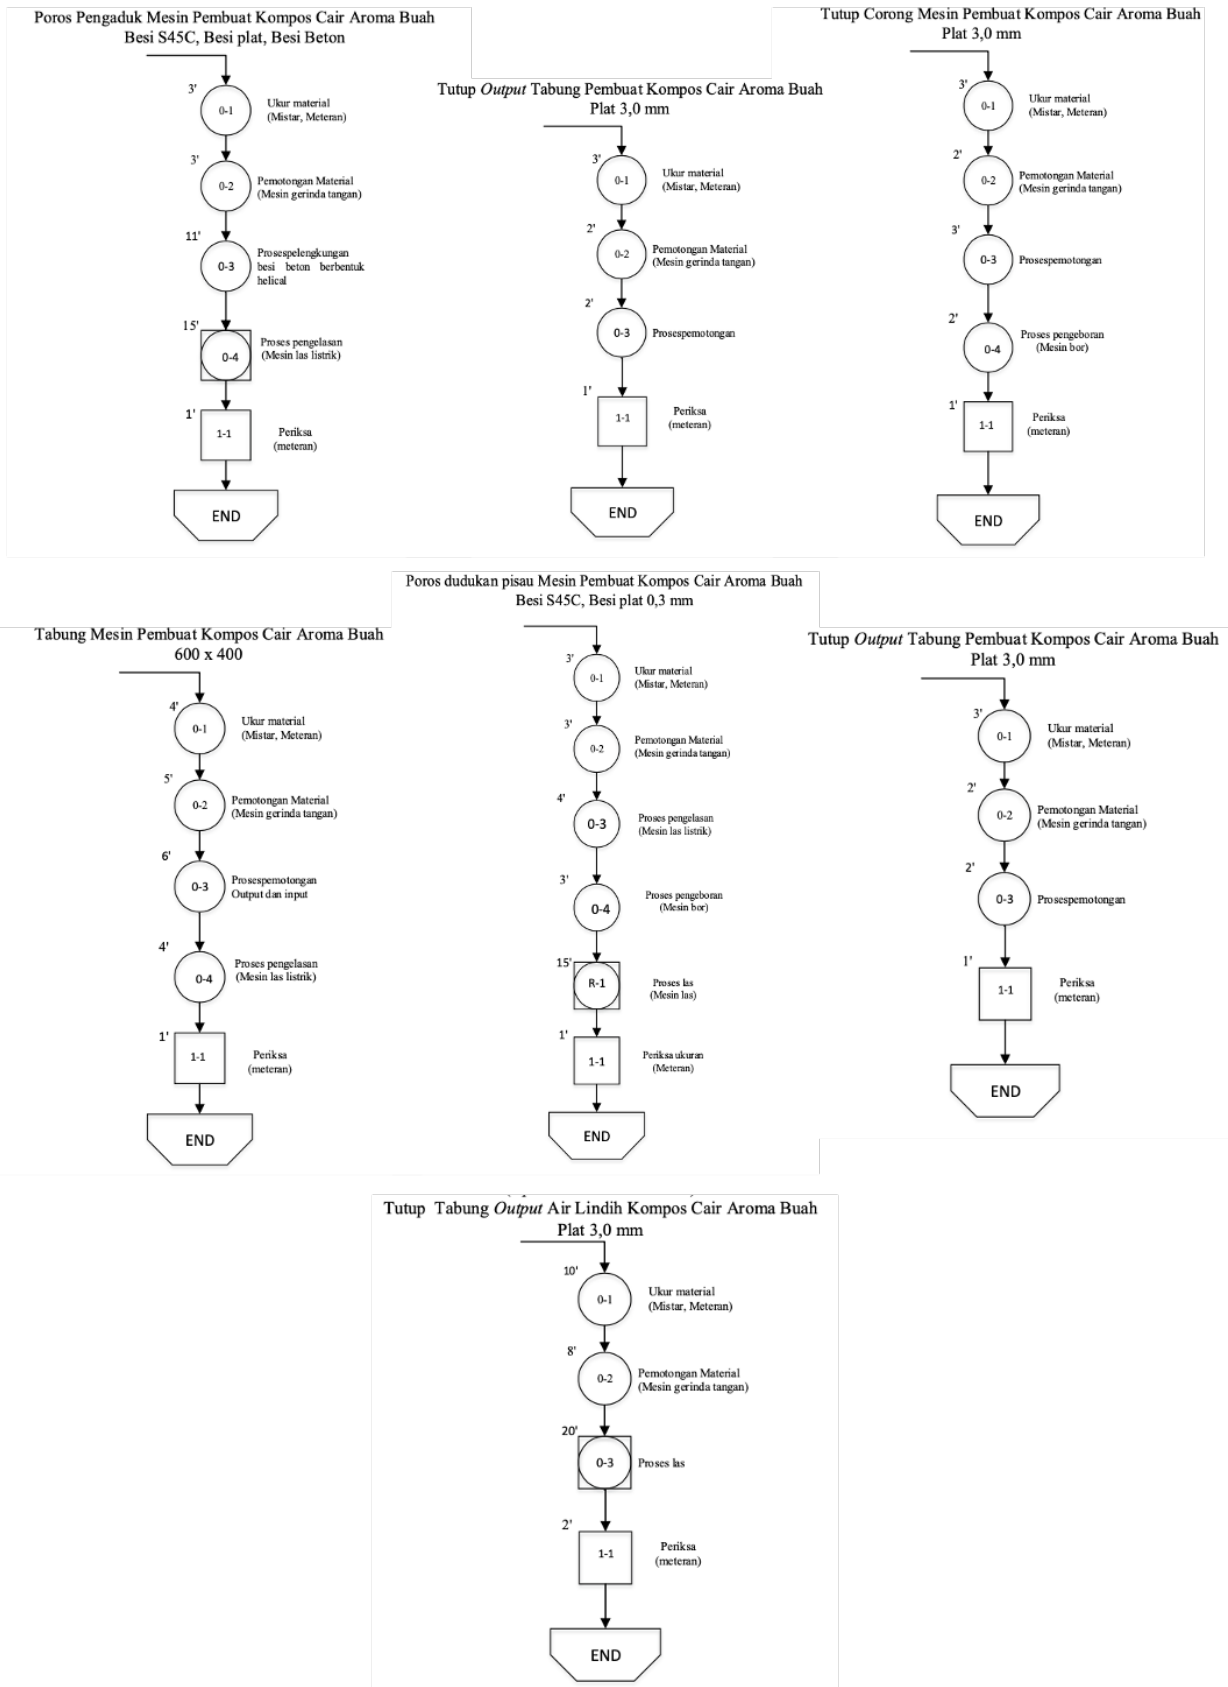 Poros Pengaduk Mesin Pembuat Kompos Cair Aroma Buah
Besi S45C, Besi plat, Besi Beton
3'
0-1
Ukur material
(Mistar, Meteran)
3'
0-2
Pemotongan Material
(Mesin gerinda tangan)
11'
0-3
Prosespelengkungan
besi beton berbentuk
helical
15'
0-4
Proses pengelasan
(Mesin las listrik)
1'
1-1
Periksa
(meteran)
END
Tutup Output Tabung Pembuat Kompos Cair Aroma Buah
Plat 3,0 mm
3'
0-1
Ukur material
(Mistar, Meteran)
2'
0-2
Pemotongan Material
(Mesin gerinda tangan)
2'
0-3
Prosespemotongan
1'
1-1
Periksa
(meteran)
END
Tutup Corong Mesin Pembuat Kompos Cair Aroma Buah
Plat 3,0 mm
3'
0-1
Ukur material
(Mistar, Meteran)
2'
0-2
Pemotongan Material
(Mesin gerinda tangan)
3'
0-3
Prosespemotongan
2'
0-4
Proses pengeboran
(Mesin bor)
1'
1-1
Periksa
(meteran)
END
Tabung Mesin Pembuat Kompos Cair Aroma Buah
600 x 400
4'
0-1
Ukur material
(Mistar, Meteran)
5'
0-2
Pemotongan Material
(Mesin gerinda tangan)
6'
0-3
Prosespemotongan
Output dan input
4'
0-4
Proses pengelasan
(Mesin las listrik)
1'
1-1
Periksa
(meteran)
END
Poros dudukan pisau Mesin Pembuat Kompos Cair Aroma Buah
Besi S45C, Besi plat 0,3 mm
3'
0-1
Ukur material
(Mistar, Meteran)
3'
0-2
Pemotongan Material
(Mesin gerinda tangan)
4'
0-3
Proses pengelasan
(Mesin las listrik)
3'
0-4
Proses pengeboran
(Mesin bor)
15'
R-1
Proses las
(Mesin las)
1'
1-1
Periksa ukuran
(Meteran)
END
Tutup Output Tabung Pembuat Kompos Cair Aroma Buah
Plat 3,0 mm
3'
0-1
Ukur material
(Mistar, Meteran)
2'
0-2
Pemotongan Material
(Mesin gerinda tangan)
2'
0-3
Prosespemotongan
1'
1-1
Periksa
(meteran)
END
Tutup Tabung Output Air Lindih Kompos Cair Aroma Buah
Plat 3,0 mm
10'
0-1
Ukur material
(Mistar, Meteran)
8'
0-2
Pemotongan Material
(Mesin gerinda tangan)
20'
0-3
Proses las
2'
1-1
Periksa
(meteran)
END